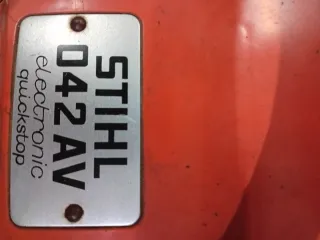 STIHL
042 AV
electronic
quickstop